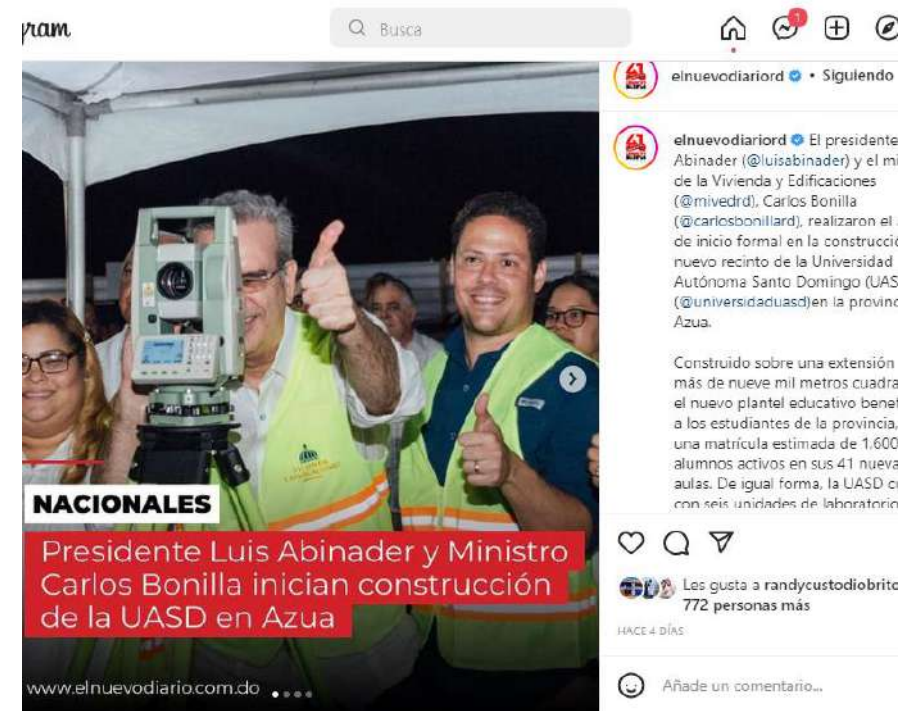 gram
Busca
1
elnuevodiariord • Siguiendo
elnuevodiariord El presidente
Abinader (@luisabinader) y el mi
de la Vivienda y Edificaciones
(@mivedrd), Carlos Bonilla
(@carlosbonillard), realizaron el
de inicio formal en la construcció
nuevo recinto de la Universidad
Autónoma Santo Domingo (UAS
(@universidaduasd)en la provinc
Azua.
Construido sobre una extensión
más de nueve mil metros cuadra
el nuevo plantel educativo benef
a los estudiantes de la provincia,
una matrícula estimada de 1,600
alumnos activos en sus 41 nueva
aulas. De igual forma, la UASD cu
con seis unidades de laboratorio
NACIONALES
Presidente Luis Abinader y Ministro
Carlos Bonilla inician construcción
de la UASD en Azua
www.elnuevodiario.com.do
Les gusta a randycustodiobrito
772 personas más
HACE 4 DÍAS
Añade un comentario...